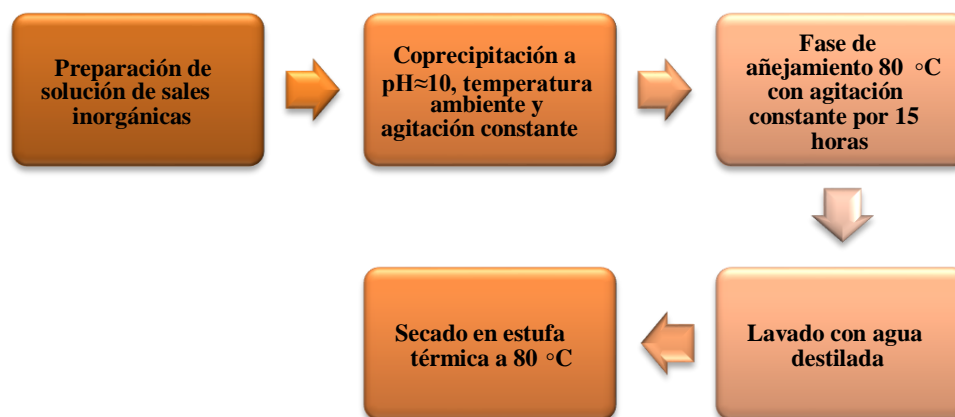 Preparación de
solución de sales
inorgánicas
Coprecipitación a
pH≈10, temperatura
ambiente y
agitación constante
Fase de
añejamiento 80 °C
con agitación
constante por 15
horas
Lavado con agua
destilada
Secado en estufa
térmica a 80 °C